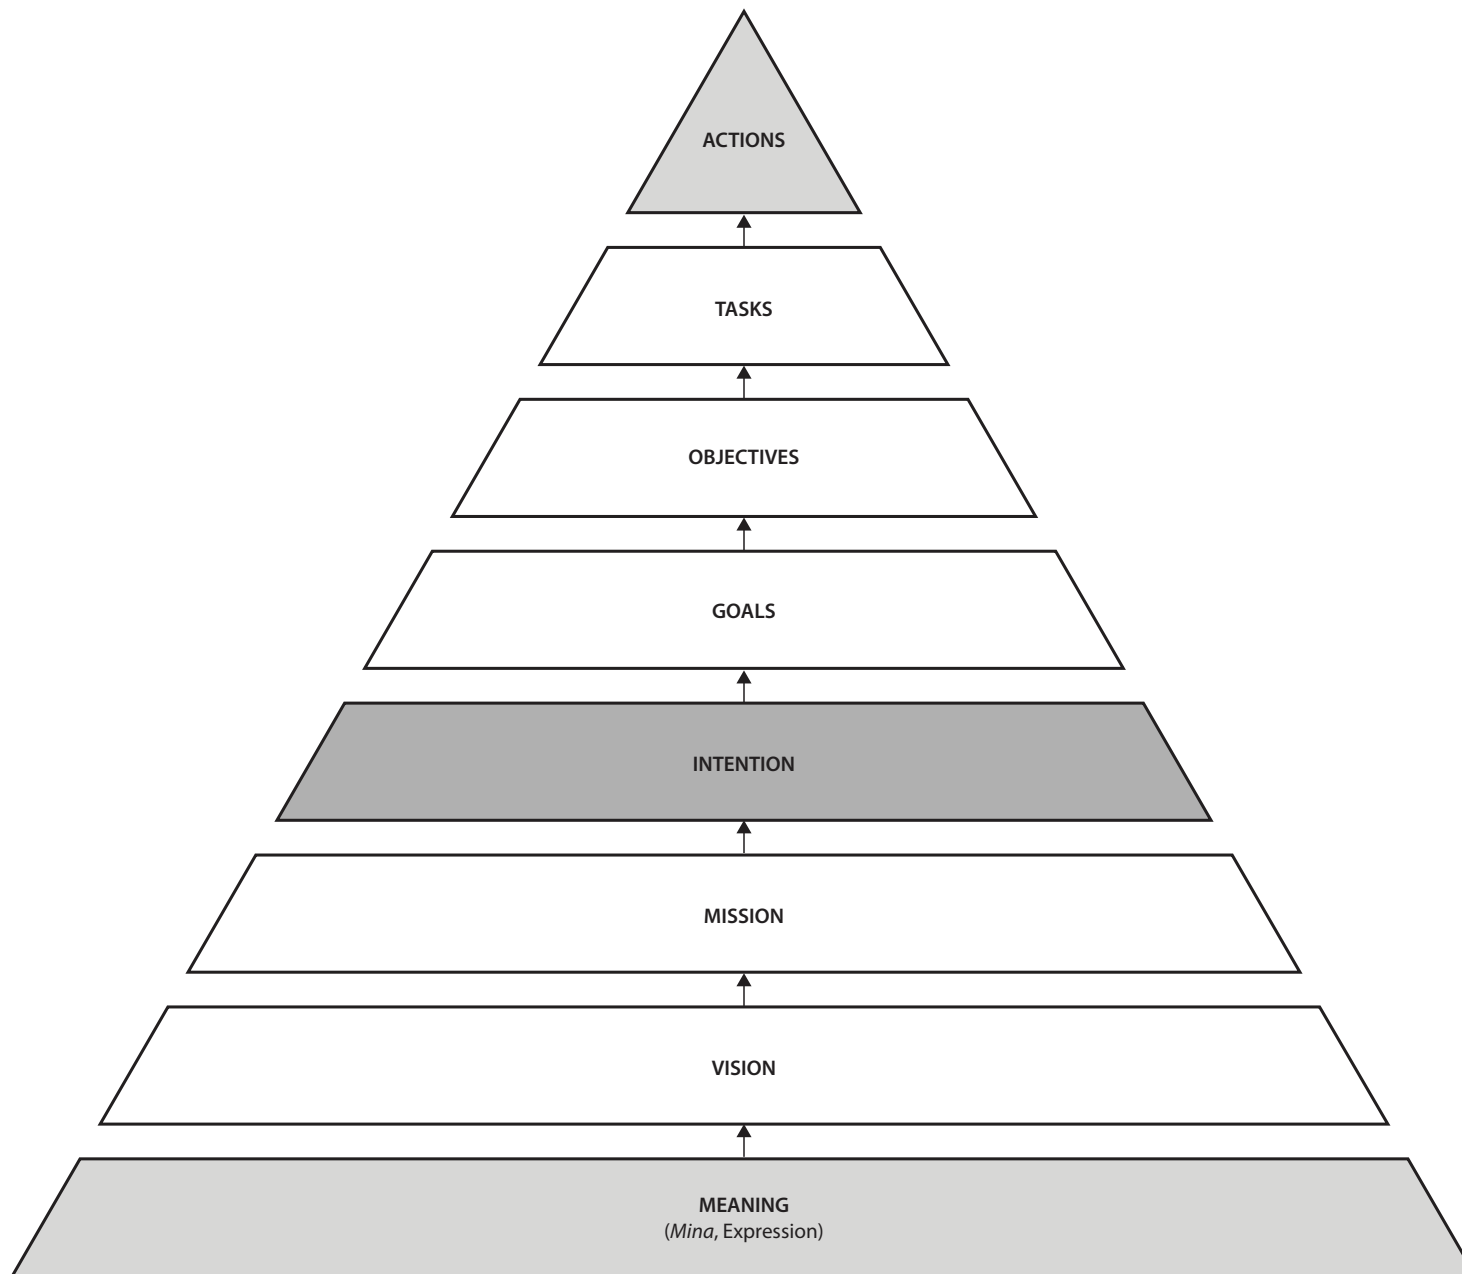 ACTIONS
TASKS
OBJECTIVES
GOALS
INTENTION
MISSION
VISION
MEANING
(Mina, Expression)